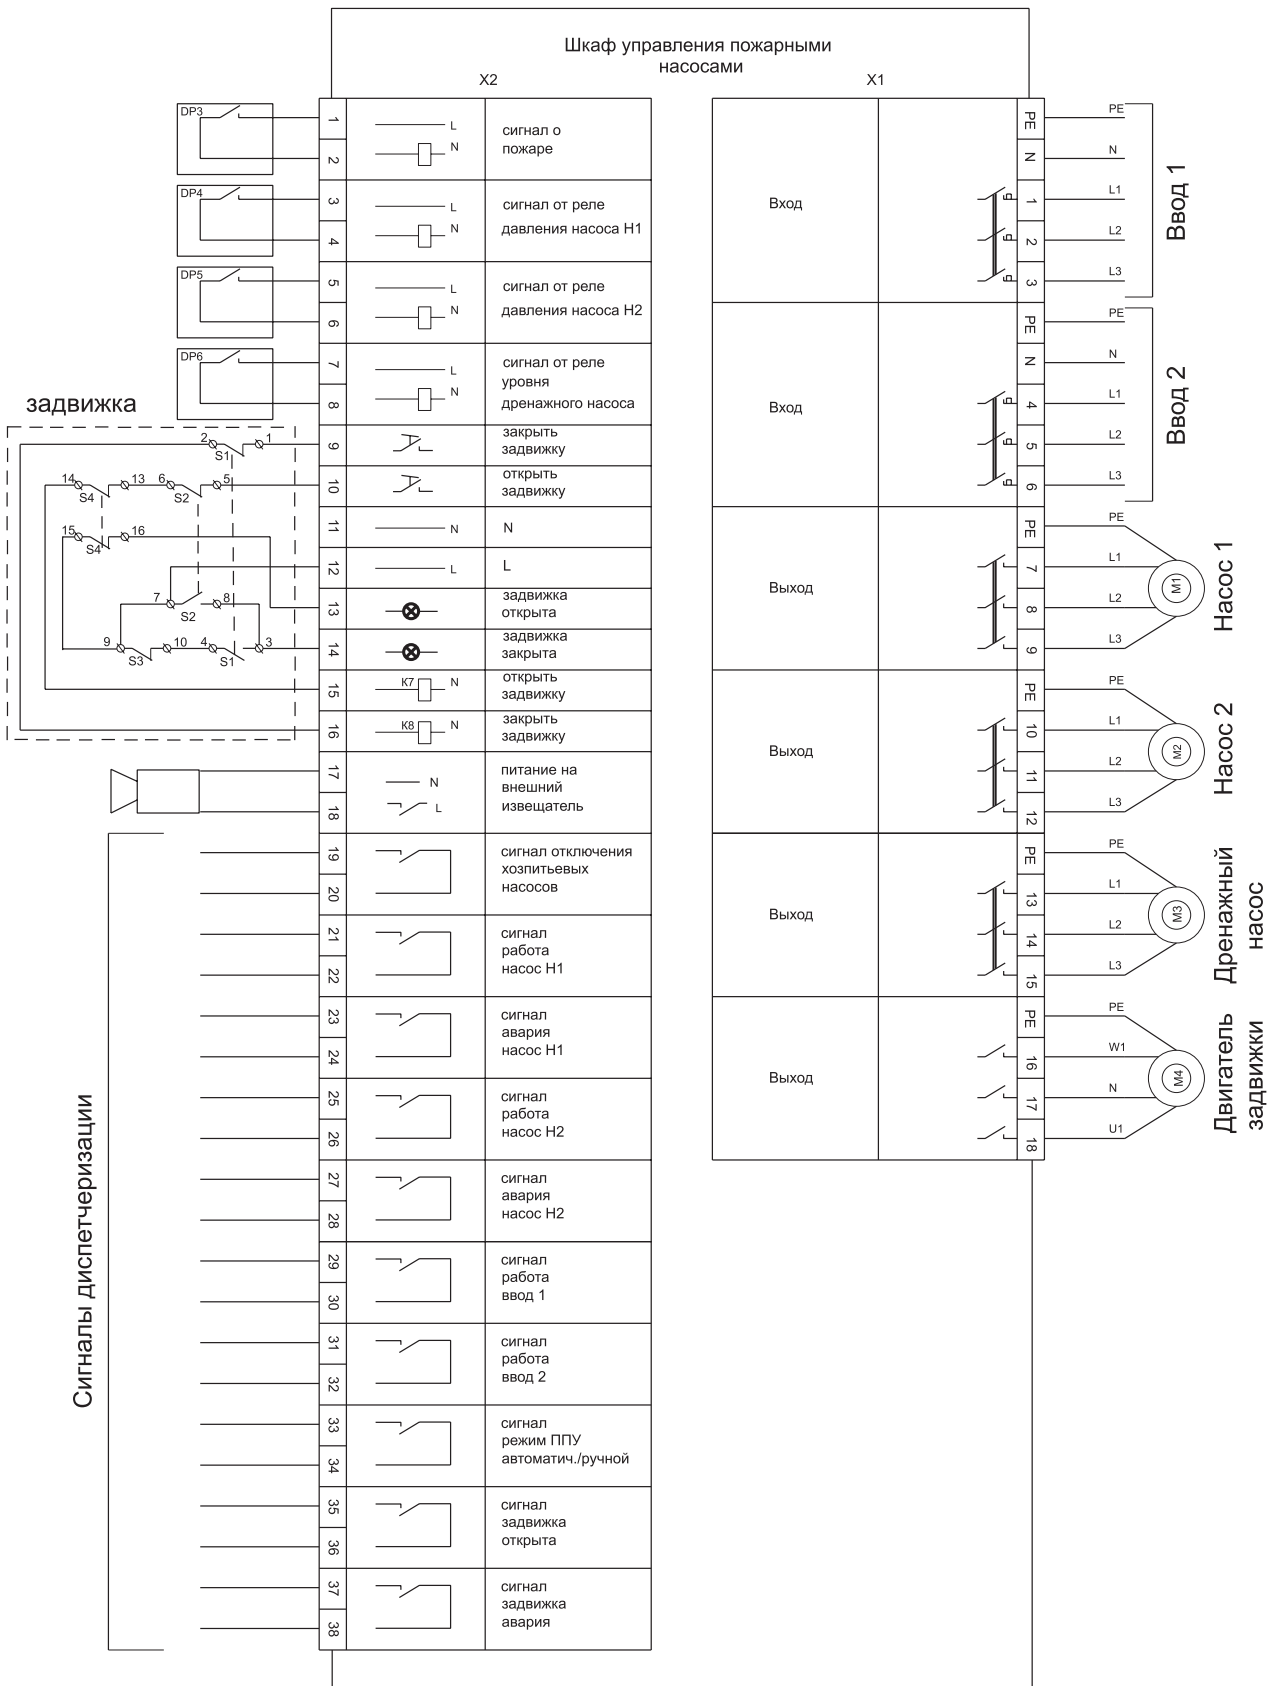 Шкаф управления пожарными
насосами
X2
X1
DP3
1
2
L
N
сигнал о
пожаре
DP4
3
4
L
N
сигнал от реле
давления насоса Н1
DP5
5
6
L
N
сигнал от реле
давления насоса Н2
DP6
7
8
L
N
сигнал от реле
уровня
дренажного насоса
задвижка
2
1
S1
9
закрыть
задвижку
14
13
6
5
S4
S2
10
открыть
задвижку
11
N
N
15
16
S4
12
L
L
7
8
S2
13
задвижка
открыта
9
10
4
3
S3
S1
14
задвижка
закрыта
15
К7
N
открыть
задвижку
16
К8
N
закрыть
задвижку
17
18
N
L
питание на
внешний
извещатель
Сигналы диспетчеризации
19
20
сигнал отключения
хозпитьевых
насосов
21
22
сигнал
работа
насос Н1
23
24
сигнал
авария
насос Н1
25
26
сигнал
работа
насос Н2
27
28
сигнал
авария
насос Н2
29
30
сигнал
работа
ввод 1
31
32
сигнал
работа
ввод 2
33
34
сигнал
режим ППУ
автоматич./ручной
35
36
сигнал
задвижка
открыта
37
38
сигнал
задвижка
авария
Вход
PE
N
1
2
3
PE
N
L1
L2
L3
Ввод 1
Вход
PE
N
4
5
6
PE
N
L1
L2
L3
Ввод 2
Выход
PE
7
8
9
PE
L1
L2
L3
M1
Насос 1
Выход
PE
10
11
12
PE
L1
L2
L3
M2
Насос 2
Выход
PE
13
14
15
PE
L1
L2
L3
M3
Дренажный
насос
Выход
PE
16
17
18
PE
W1
N
U1
M4
Двигатель
задвижки